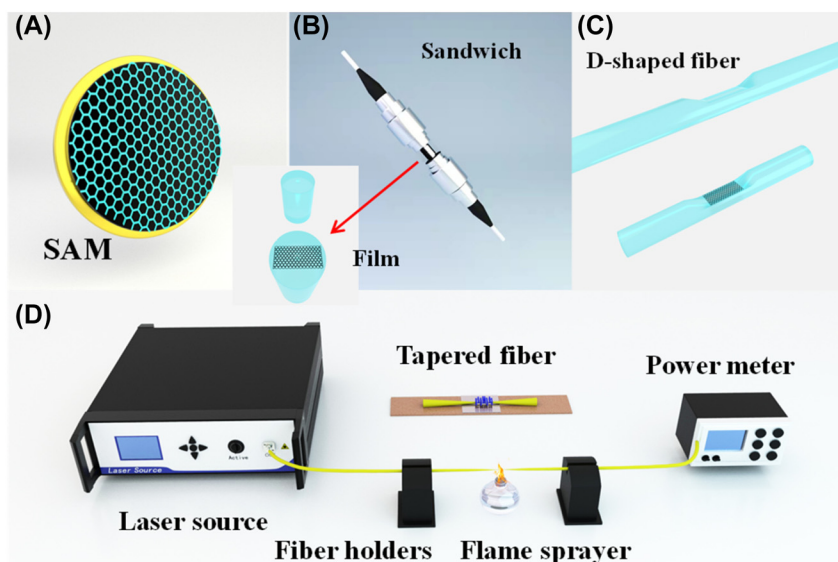 (A)
SAM
(B)
Sandwich
Film
(C)
D-shaped fiber
(D)
Tapered fiber
Power meter
Active
Laser Source
Laser source
Fiber holders
Flame sprayer